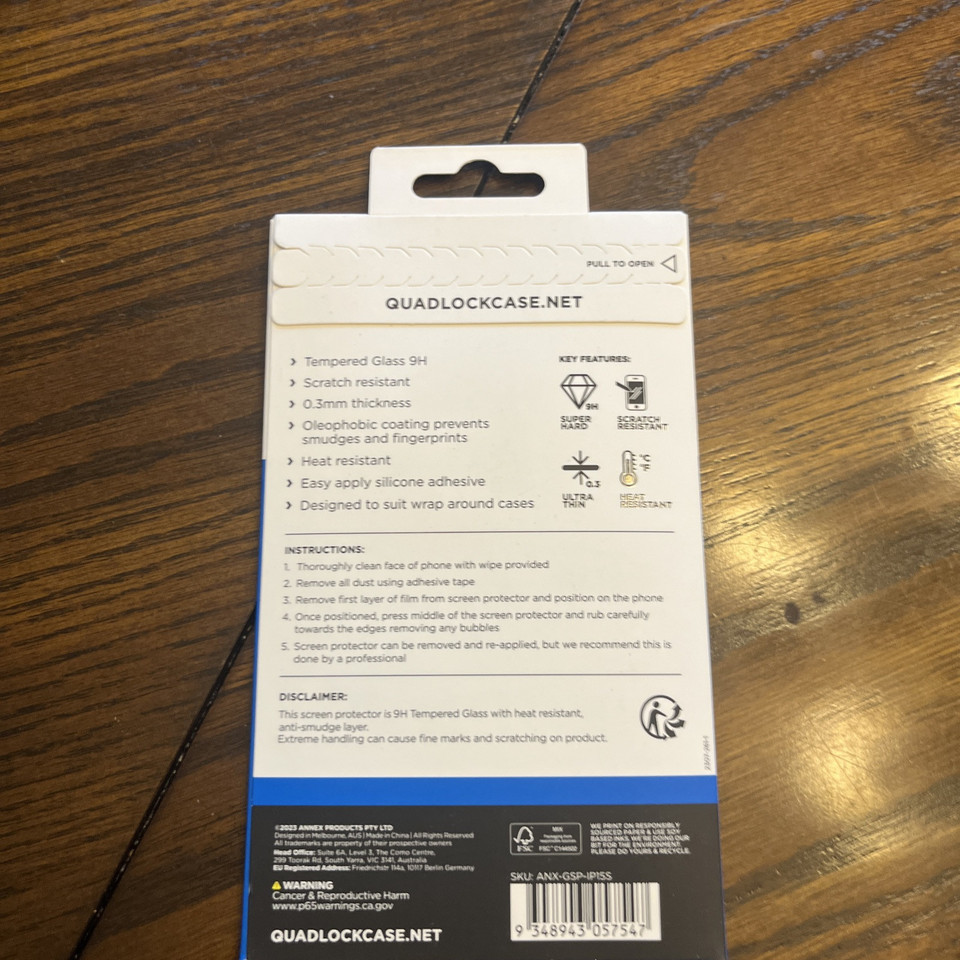 PULL TO OPEN
QUADLOCKCASE.NET
› Tempered Glass 9H
› Scratch resistant
› 0.3mm thickness
› Oleophobic coating prevents
smudges and fingerprints
› Heat resistant
› Easy apply silicone adhesive
› Designed to suit wrap around cases
KEY FEATURES:
9H
SUPER
HARD
SCRATCH
RESISTANT
0.3
ULTRA
THIN
°C
°F
HEAT
RESISTANT
INSTRUCTIONS:
1. Thoroughly clean face of phone with wipe provided
2. Remove all dust using adhesive tape
3. Remove first layer of film from screen protector and position on the phone
4. Once positioned, press middle of the screen protector and rub carefully
towards the edges removing any bubbles
5. Screen protector can be removed and re-applied, but we recommend this is
done by a professional
DISCLAIMER:
This screen protector is 9H Tempered Glass with heat resistant,
anti-smudge layer.
Extreme handling can cause fine marks and scratching on product.
©2023 ANNEX PRODUCTS PTY LTD
Designed in Melbourne, AUS | Made in China | All Rights Reserved
All trademarks are property of their prospective owners
Head Office: Suite 6A, Level 3, The Como Centre,
299 Toorak Rd, South Yarra, VIC 3141, Australia
EU Registered Address: Friedrichstr 114a, 10117 Berlin Germany
WARNING
Cancer & Reproductive Harm
www.p65warnings.ca.gov
QUADLOCKCASE.NET
FSC
MIX
Packaging from
responsible sources
WE PRINT ON RESPONSIBLY
SOURCED PAPER & USE SOY
BASED INKS. WE'RE DOING OUR
BIT FOR THE ENVIRONMENT.
PLEASE DO YOURS & RECYCLE.
SKU: ANX-GSP-IP15S
9 348943 057547